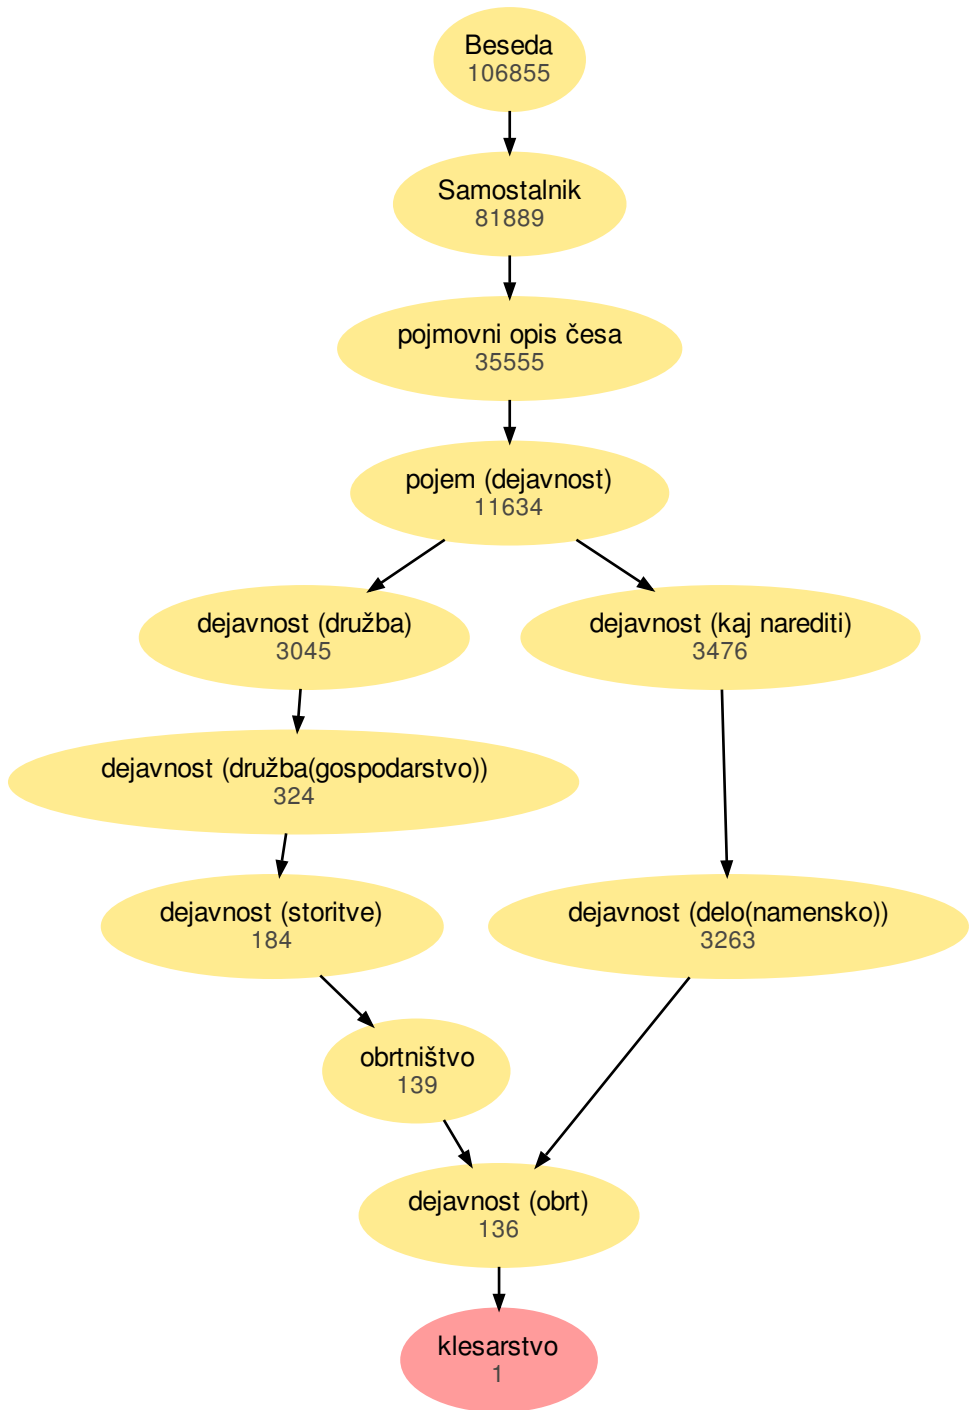 Beseda
106855
Samostalnik
81889
pojmovni opis česa
35555
pojem (dejavnost)
11634
dejavnost (družba)
3045
dejavnost (kaj narediti)
3476
dejavnost (družba(gospodarstvo))
324
dejavnost (storitve)
184
dejavnost (delo(namensko))
3263
obrtništvo
139
dejavnost (obrt)
136
klesarstvo
1